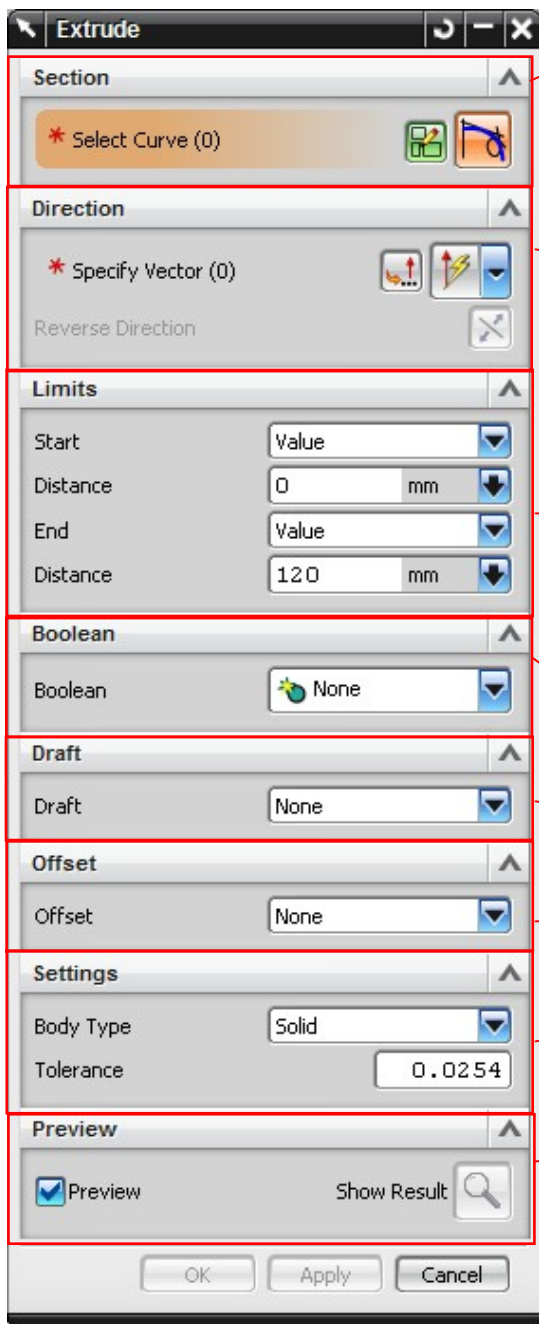 Extrude
Section
* Select Curve (0)
Direction
* Specify Vector (0)
Reverse Direction
Limits
Start Value
Distance 0 mm
End Value
Distance 120 mm
Boolean
Boolean None
Draft
Draft None
Offset
Offset None
Settings
Body Type Solid
Tolerance 0.0254
Preview
Preview Show Result
OK Apply Cancel